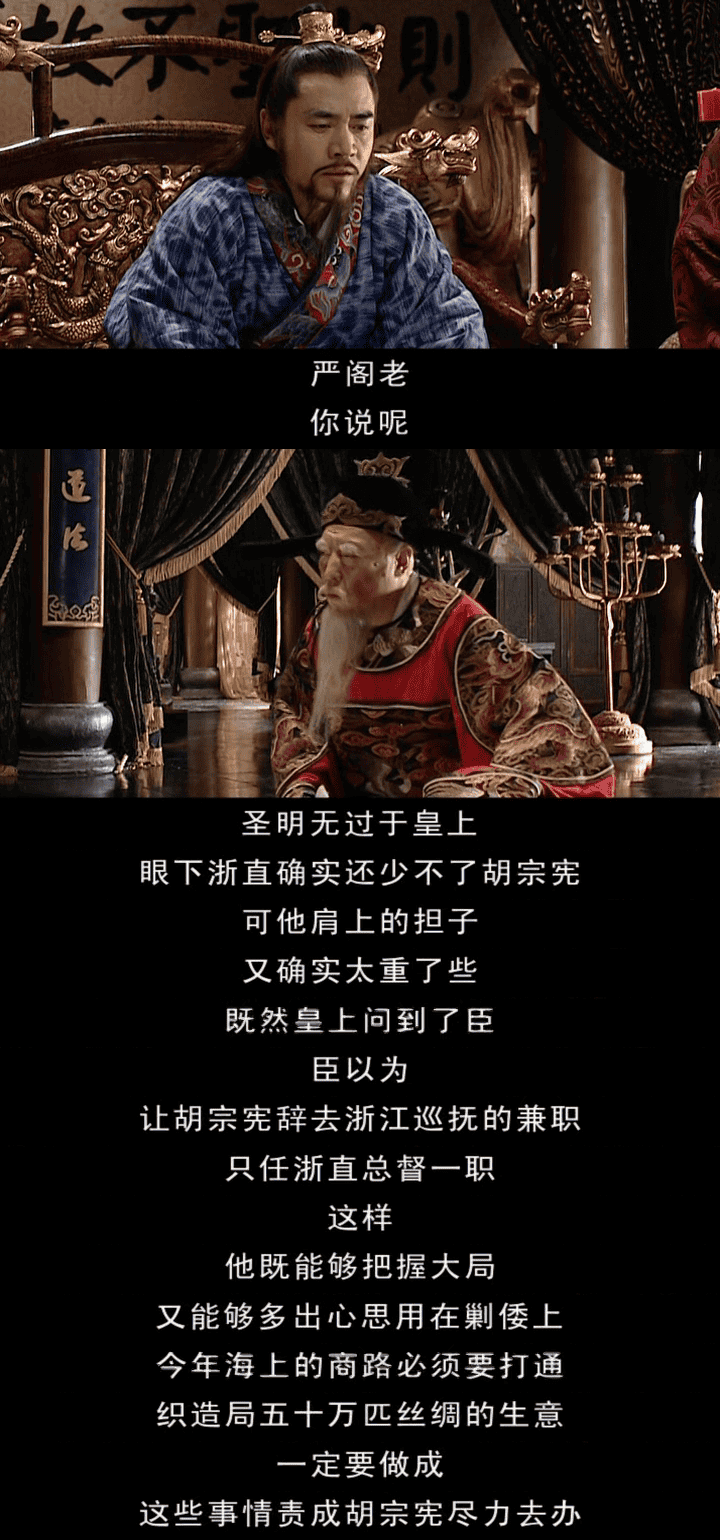 故不聖則
严阁老
你说呢
道法
圣明无过于皇上
眼下浙直确实还少不了胡宗宪
可他肩上的担子
又确实太重了些
既然皇上问到了臣
臣以为
让胡宗宪辞去浙江巡抚的兼职
只任浙直总督一职
这样
他既能够把握大局
又能够多出心思用在剿倭上
今年海上的商路必须要打通
织造局五十万匹丝绸的生意
一定要做成
这些事情责成胡宗宪尽力去办